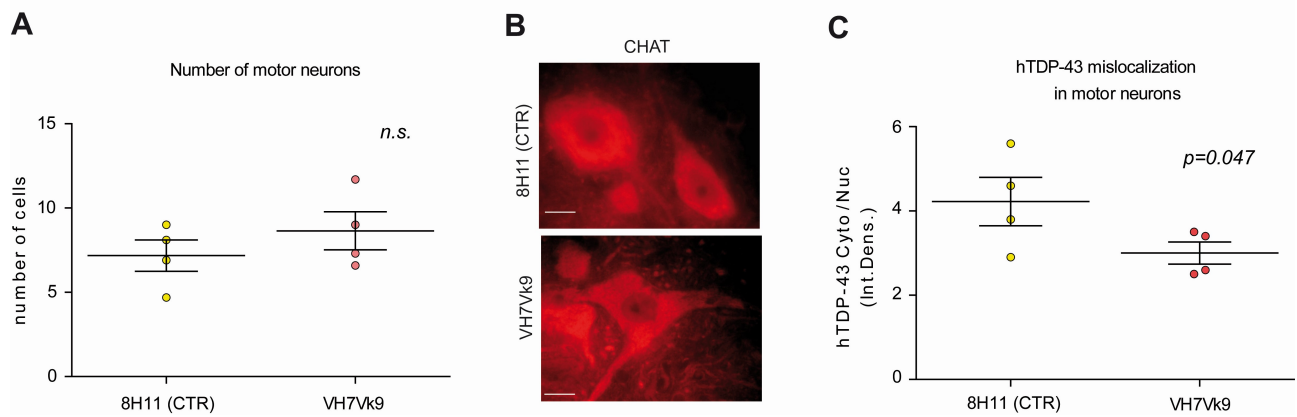 A
Number of motor neurons
15
10
5
0
number of cells
n.s.
8H11 (CTR)
VH7Vk9
B
CHAT
8H11 (CTR)
VH7Vk9
C
hTDP-43 mislocalization
in motor neurons
6
4
2
0
hTDP-43 Cyto/Nuc
(Int.Dens.)
p=0.047
8H11 (CTR)
VH7Vk9